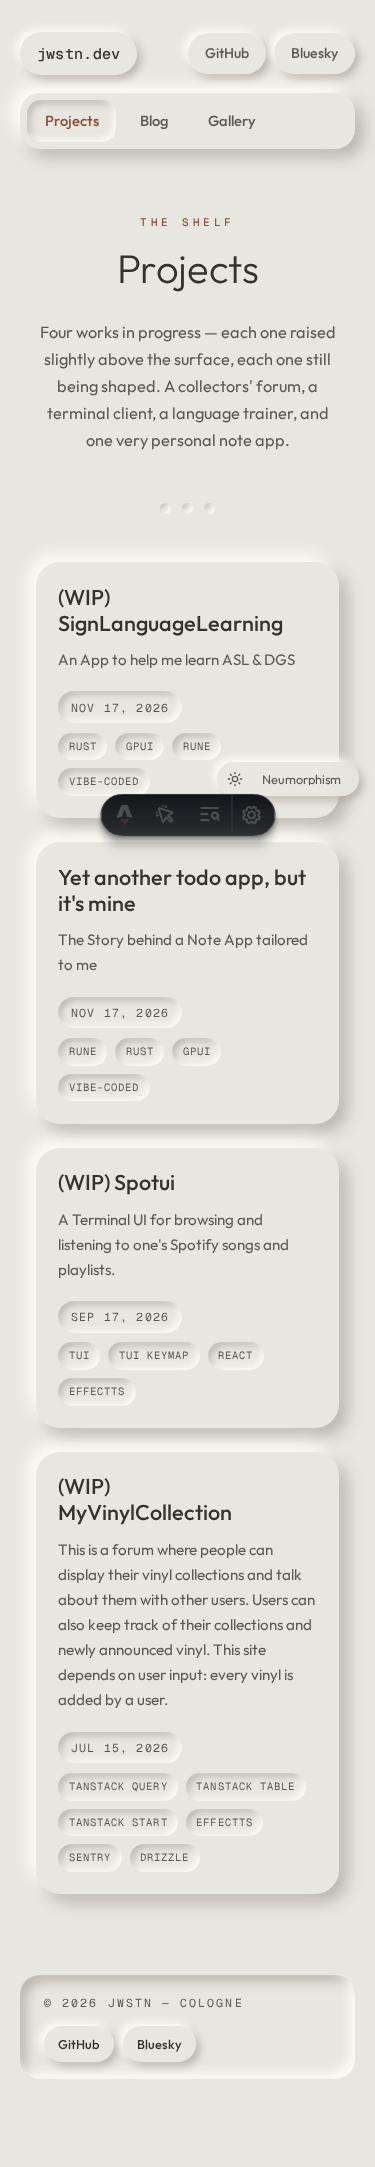 jwstn.dev
GitHub
Bluesky
Projects
Blog
Gallery
THE SHELF
Projects
Four works in progress — each one raised
slightly above the surface, each one still
being shaped. A collectors' forum, a
terminal client, a language trainer, and
one very personal note app.
(WIP)
SignLanguageLearning
An App to help me learn ASL & DGS
NOV 17, 2026
RUST
GPUI
RUNE
VIBE-CODED
Neumorphism
Yet another todo app, but
it's mine
The Story behind a Note App tailored
to me
NOV 17, 2026
RUNE
RUST
GPUI
VIBE-CODED
(WIP) Spotui
A Terminal UI for browsing and
listening to one's Spotify songs and
playlists.
SEP 17, 2026
TUI
TUI KEYMAP
REACT
EFFECTTS
(WIP)
MyVinylCollection
This is a forum where people can
display their vinyl collections and talk
about them with other users. Users can
also keep track of their collections and
newly announced vinyl. This site
depends on user input: every vinyl is
added by a user.
JUL 15, 2026
TANSTACK QUERY
TANSTACK TABLE
TANSTACK START
EFFECTTS
SENTRY
DRIZZLE
© 2026 JWSTN — COLOGNE
GitHub
Bluesky